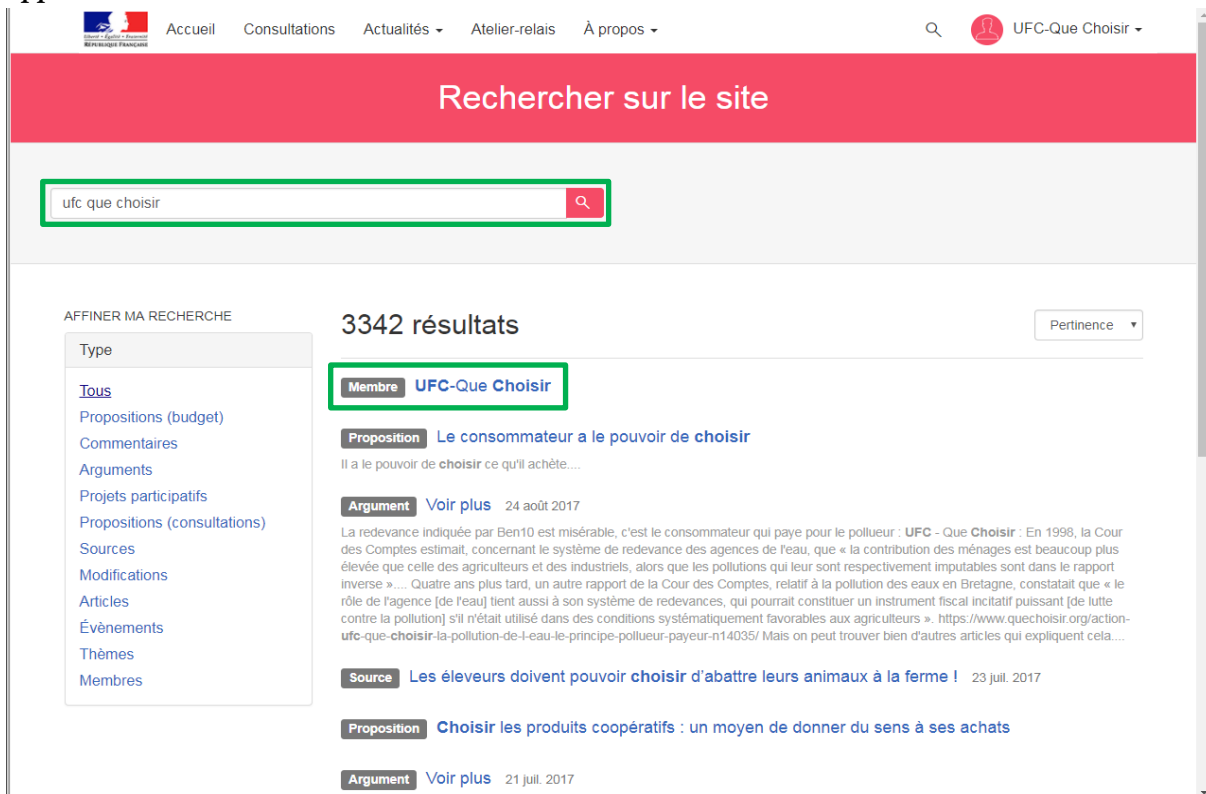 Accueil Consultations Actualités Atelier-relais À propos UFC-Que Choisir
Liberté • Égalité • Fraternité
RÉPUBLIQUE FRANÇAISE
Rechercher sur le site
ufc que choisir
AFFINER MA RECHERCHE
Type
Tous
Propositions (budget)
Commentaires
Arguments
Projets participatifs
Propositions (consultations)
Sources
Modifications
Articles
Évènements
Thèmes
Membres
3342 résultats
Pertinence
Membre UFC-Que Choisir
Proposition Le consommateur a le pouvoir de choisir
Il a le pouvoir de choisir ce qu'il achète....
Argument Voir plus 24 août 2017
La redevance indiquée par Ben10 est misérable, c'est le consommateur qui paye pour le pollueur : UFC - Que Choisir : En 1998, la Cour
des Comptes estimait, concernant le système de redevance des agences de l'eau, que « la contribution des ménages est beaucoup plus
élevée que celle des agriculteurs et des industriels, alors que les pollutions qui leur sont respectivement imputables sont dans le rapport
inverse ».... Quatre ans plus tard, un autre rapport de la Cour des Comptes, relatif à la pollution des eaux en Bretagne, constatait que « le
rôle de l'agence [de l'eau] tient aussi à son système de redevances, qui pourrait constituer un instrument fiscal incitatif puissant [de lutte
contre la pollution] s'il n'était utilisé dans des conditions systématiquement favorables aux agriculteurs ». https://www.quechoisir.org/action-
ufc-que-choisir-la-pollution-de-l-eau-le-principe-pollueur-payeur-n14035/ Mais on peut trouver bien d'autres articles qui expliquent cela....
Source Les éleveurs doivent pouvoir choisir d'abattre leurs animaux à la ferme ! 23 juil. 2017
Proposition Choisir les produits coopératifs : un moyen de donner du sens à ses achats
Argument Voir plus 21 juil. 2017